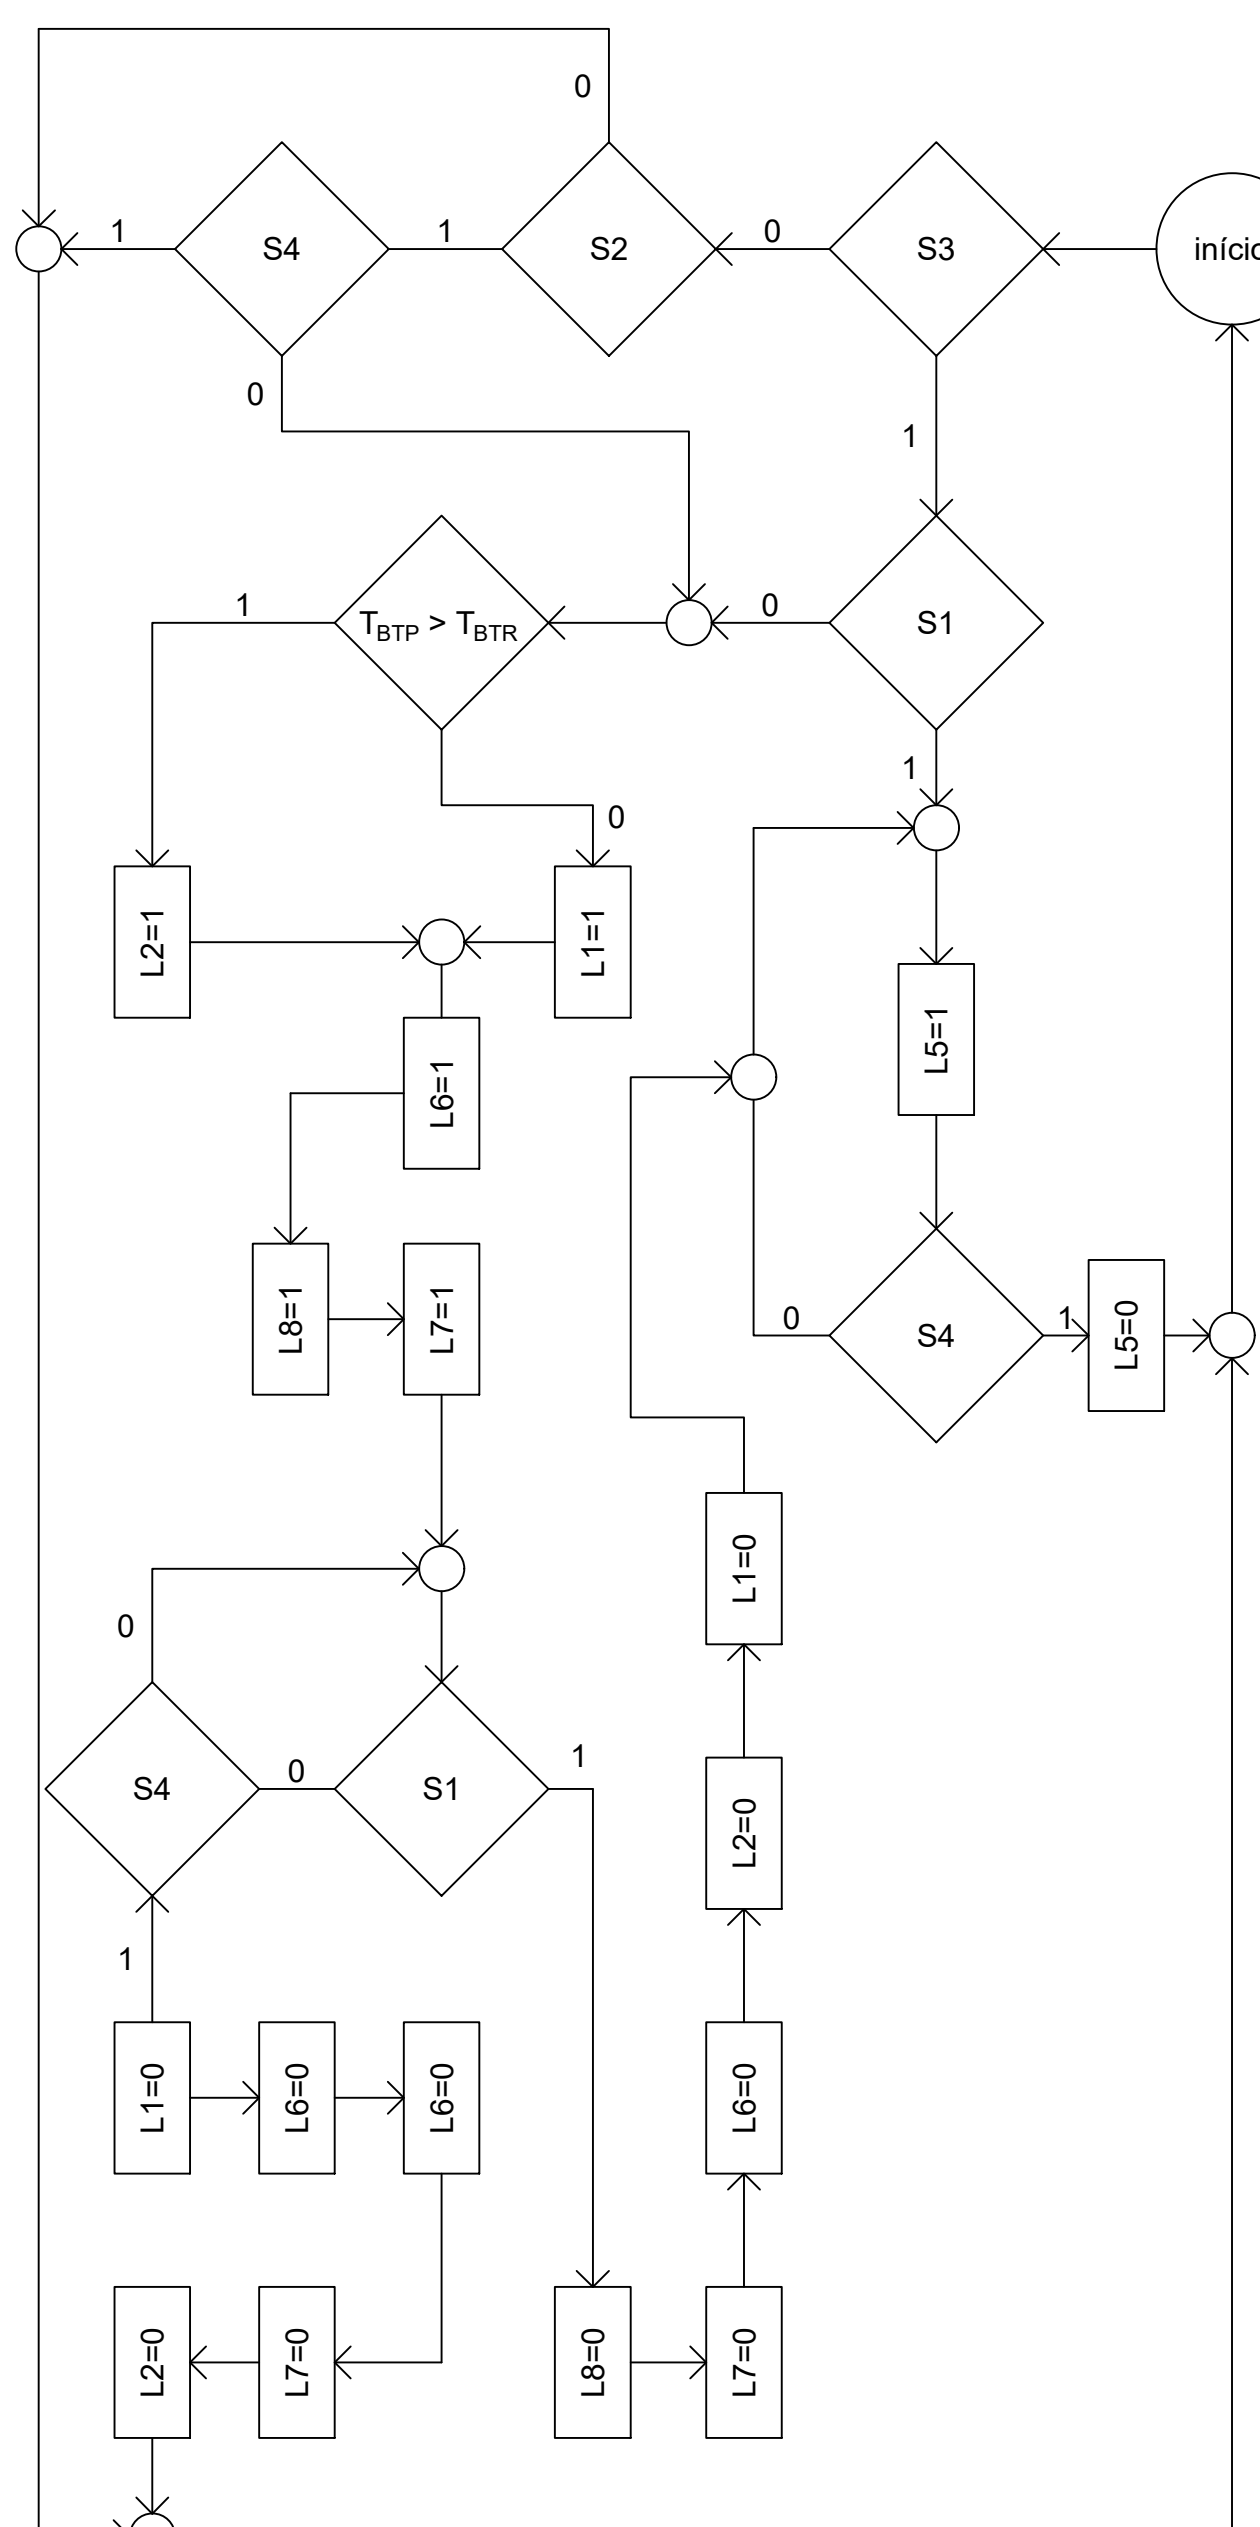 0
1
S4
1
S2
0
S3
início
0
1
1
T_BTP > T_BTR
0
S1
1
0
L2=1
L1=1
L5=1
L6=1
L8=1
L7=1
0
S4
1
L5=0
L1=0
0
S4
0
S1
1
L2=0
1
L1=0
L6=0
L6=0
L6=0
L2=0
L7=0
L8=0
L7=0